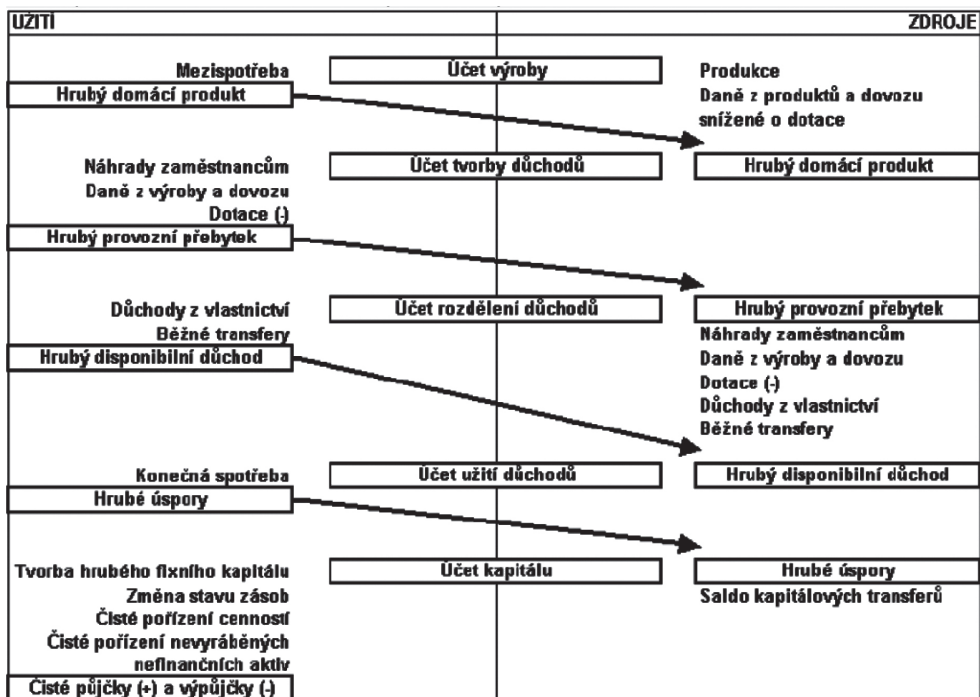 UŽITÍ ZDROJE
Mezispotřeba Účet výroby Produkce
Hrubý domácí produkt Daně z produktů a dovozu
snížené o dotace
Náhrady zaměstnancům Účet tvorby důchodů Hrubý domácí produkt
Daně z výroby a dovozu
Dotace (-)
Hrubý provozní přebytek
Důchody z vlastnictví Účet rozdělení důchodů Hrubý provozní přebytek
Běžné transfery Náhrady zaměstnancům
Hrubý disponibilní důchod Daně z výroby a dovozu
Dotace (-)
Důchody z vlastnictví
Běžné transfery
Konečná spotřeba Účet užití důchodů Hrubý disponibilní důchod
Hrubé úspory
Tvorba hrubého fixního kapitálu Účet kapitálu Hrubé úspory
Změna stavu zásob Saldo kapitálových transferů
Čisté pořízení cenností
Čisté pořízení nevyráběných
nefinančních aktiv
Čisté půjčky (+) a výpůjčky (-)